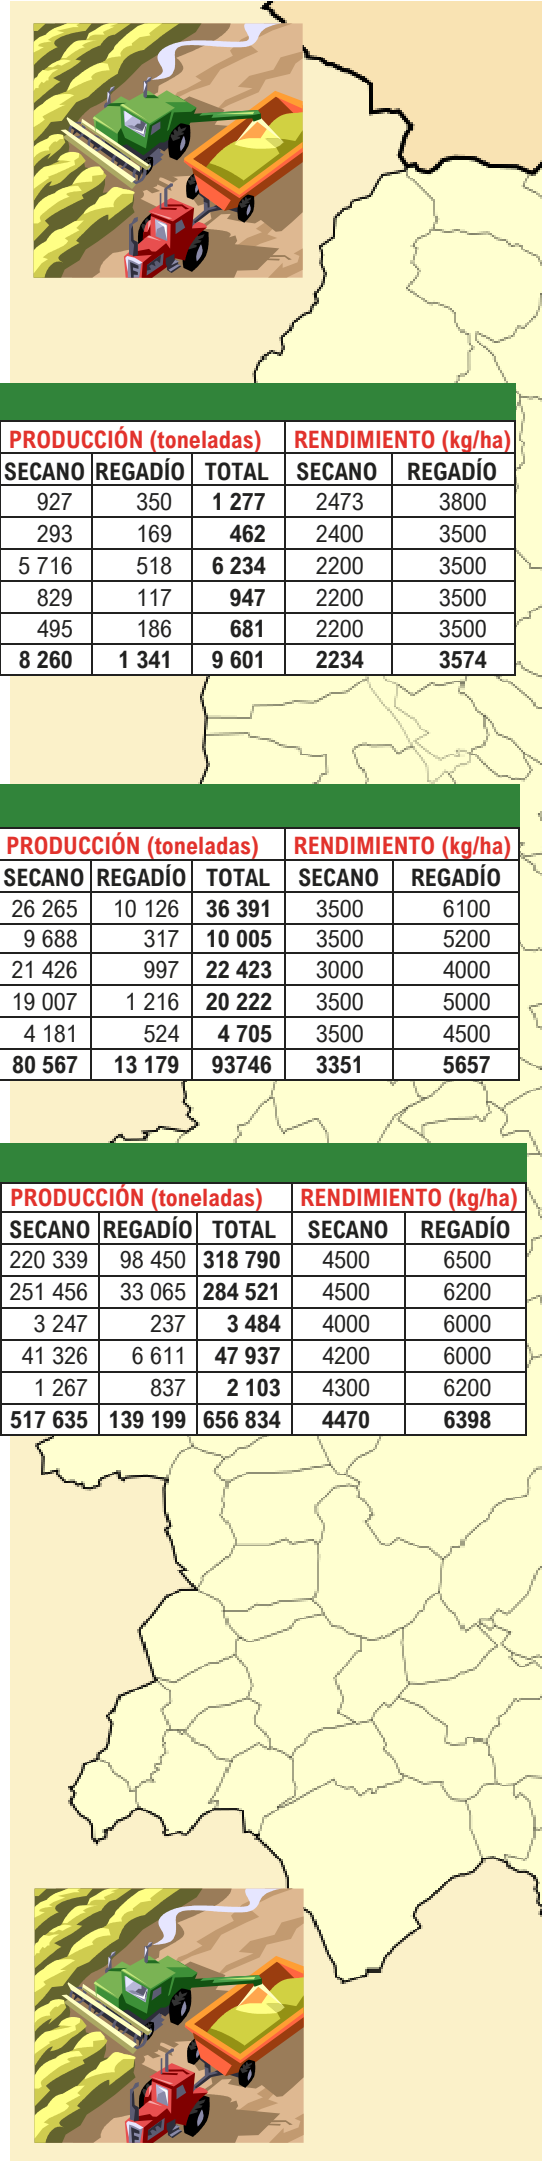 PRODUCCIÓN (toneladas) RENDIMIENTO (kg/ha)
SECANO REGADÍO TOTAL SECANO REGADÍO
927 350 1 277 2473 3800
293 169 462 2400 3500
5 716 518 6 234 2200 3500
829 117 947 2200 3500
495 186 681 2200 3500
8 260 1 341 9 601 2234 3574
PRODUCCIÓN (toneladas) RENDIMIENTO (kg/ha)
SECANO REGADÍO TOTAL SECANO REGADÍO
26 265 10 126 36 391 3500 6100
9 688 317 10 005 3500 5200
21 426 997 22 423 3000 4000
19 007 1 216 20 222 3500 5000
4 181 524 4 705 3500 4500
80 567 13 179 93746 3351 5657
PRODUCCIÓN (toneladas) RENDIMIENTO (kg/ha)
SECANO REGADÍO TOTAL SECANO REGADÍO
220 339 98 450 318 790 4500 6500
251 456 33 065 284 521 4500 6200
3 247 237 3 484 4000 6000
41 326 6 611 47 937 4200 6000
1 267 837 2 103 4300 6200
517 635 139 199 656 834 4470 6398